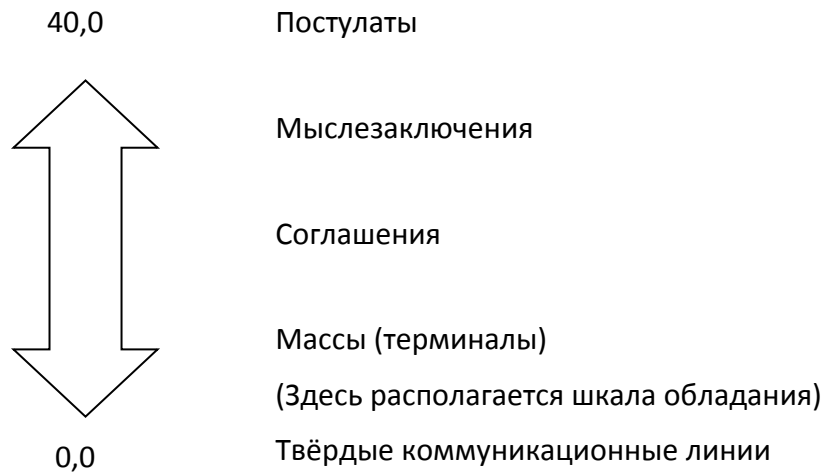 40,0 Постулаты
Мыслезаключения
Соглашения
Массы (терминалы)
(Здесь располагается шкала обладания)
0,0 Твёрдые коммуникационные линии